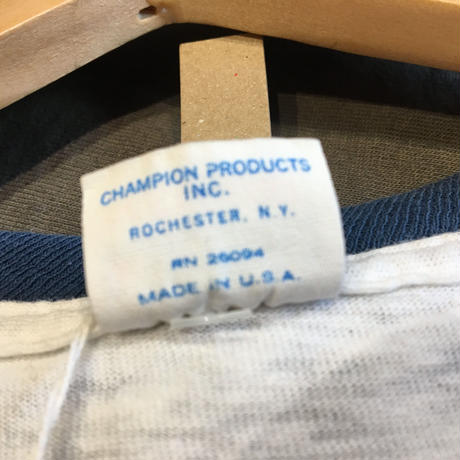 CHAMPION PRODUCTS
INC.
ROCHESTER, N.Y.
RN 26094
MADE IN U.S.A.